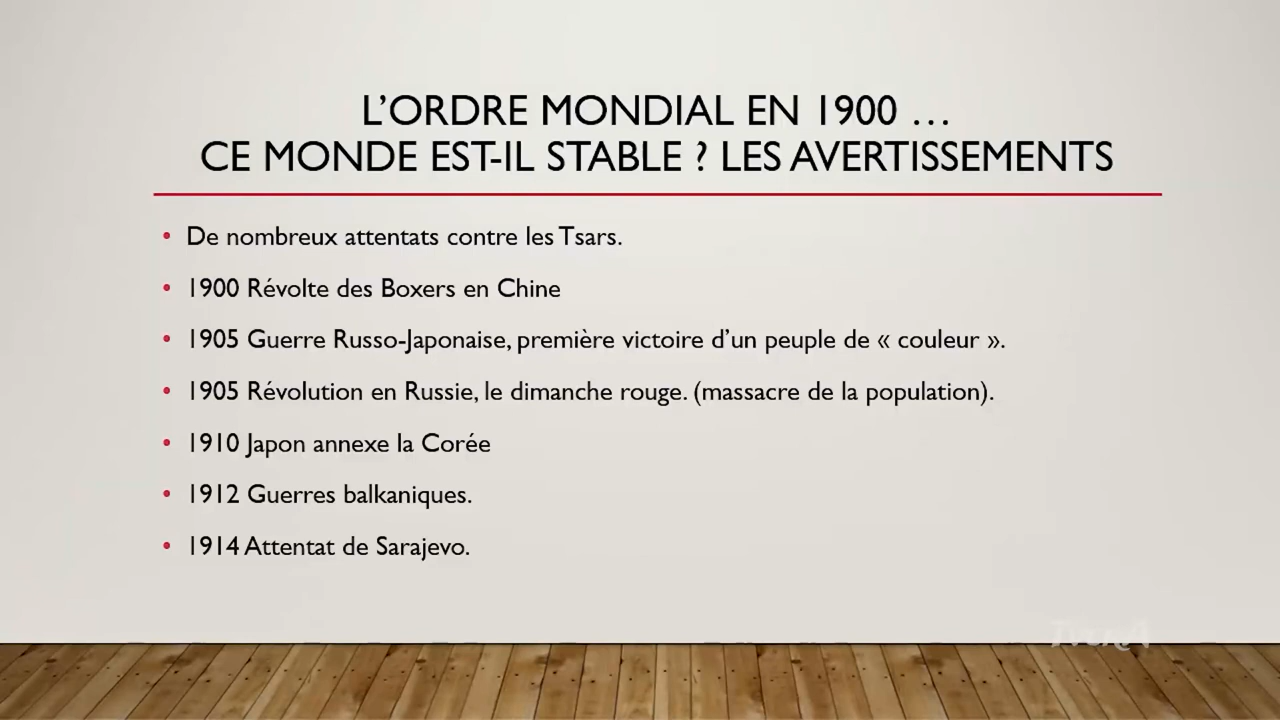 L'ORDRE MONDIAL EN 1900 …
CE MONDE EST-IL STABLE ? LES AVERTISSEMENTS
• De nombreux attentats contre les Tsars.
• 1900 Révolte des Boxers en Chine
• 1905 Guerre Russo-Japonaise, première victoire d'un peuple de « couleur ».
• 1905 Révolution en Russie, le dimanche rouge. (massacre de la population).
• 1910 Japon annexe la Corée
• 1912 Guerres balkaniques.
• 1914 Attentat de Sarajevo.